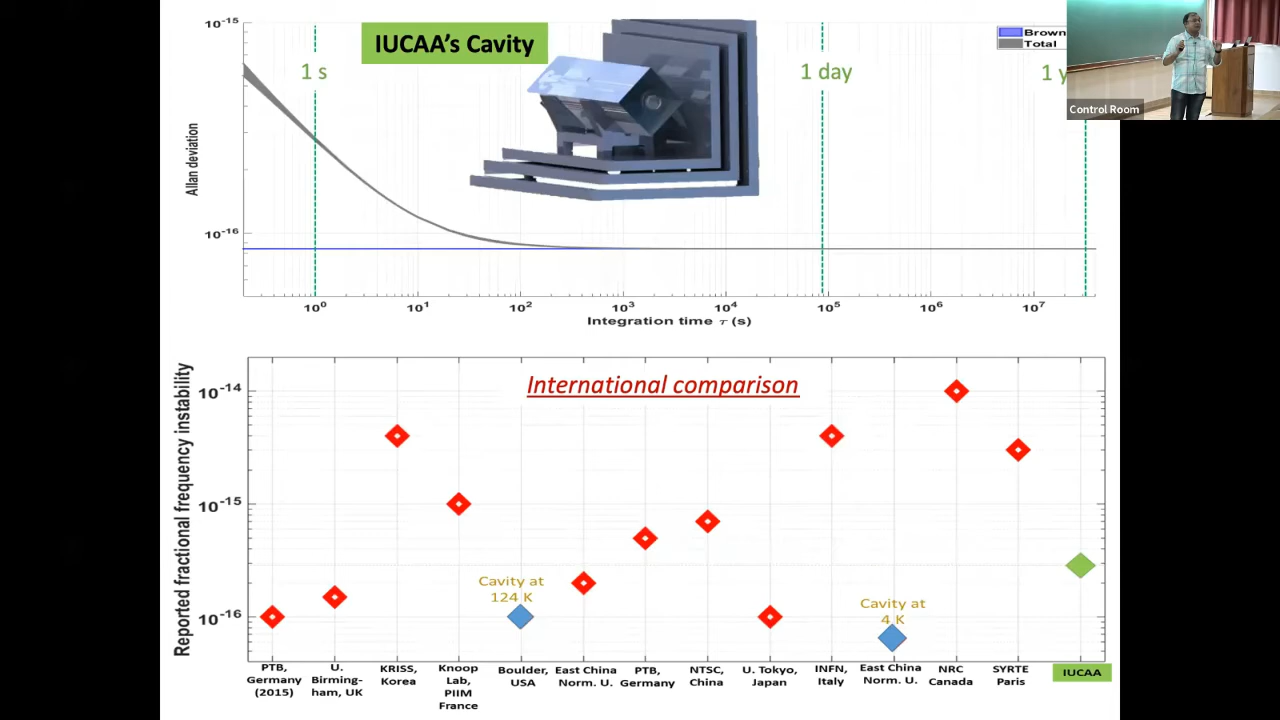 IUCAA's Cavity
10⁻¹⁵
1 s
1 day
1 y
Brown
Total
Control Room
Allan deviation
10⁻¹⁶
10⁰
10¹
10²
10³
10⁴
10⁵
10⁶
10⁷
Integration time τ (s)
International comparison
Reported fractional frequency instability
10⁻¹⁴
10⁻¹⁵
10⁻¹⁶
Cavity at
124 K
Cavity at
4 K
PTB,
Germany
(2015)
U.
Birming-
ham, UK
KRISS,
Korea
Knoop
Lab,
PIIM
France
Boulder,
USA
East China
Norm. U.
PTB,
Germany
NTSC,
China
U. Tokyo,
Japan
INFN,
Italy
East China
Norm. U.
NRC
Canada
SYRTE
Paris
IUCAA